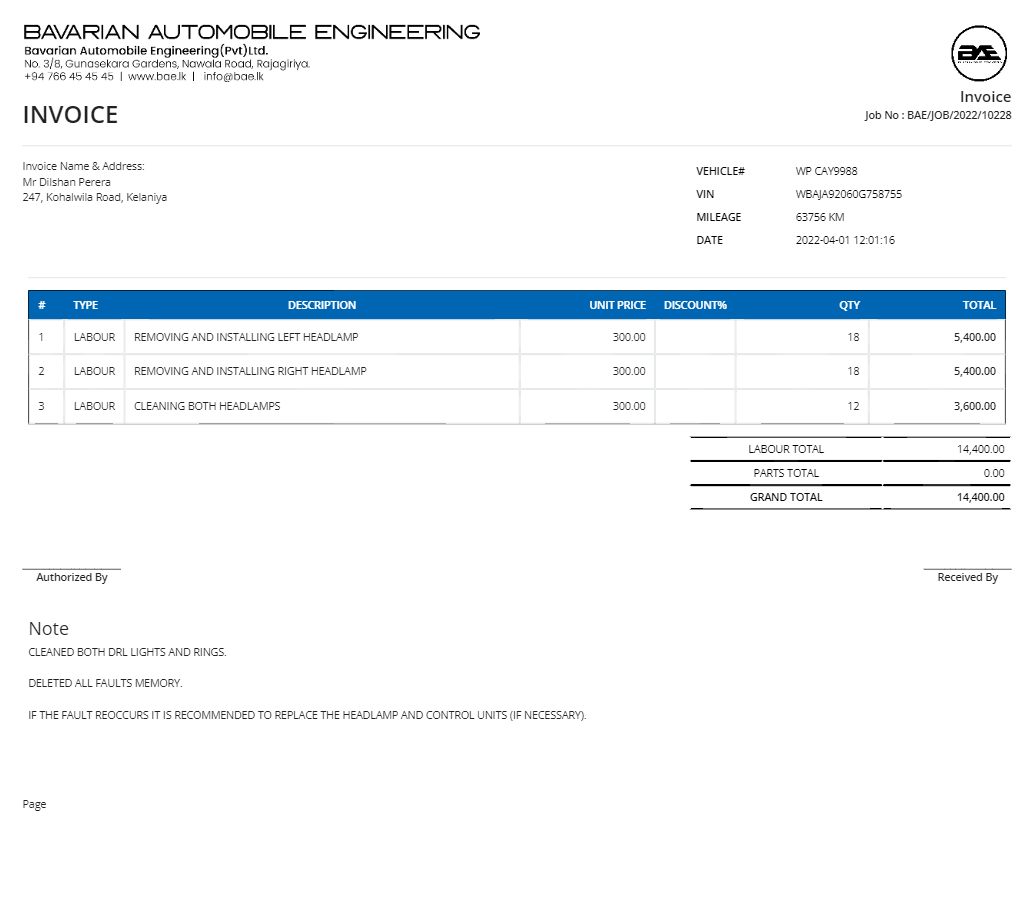 BAVARIAN AUTOMOBILE ENGINEERING
Bavarian Automobile Engineering(Pvt)Ltd.
No. 3/8, Gunasekara Gardens, Nawala Road, Rajagiriya.
+94 766 45 45 45 | www.bae.lk | info@bae.lk
BAE
Invoice
INVOICE
Job No : BAE/JOB/2022/10228
Invoice Name & Address:
Mr Dilshan Perera
247, Kohalwila Road, Kelaniya
VEHICLE# WP CAY9988
VIN WBAJA92060G758755
MILEAGE 63756 KM
DATE 2022-04-01 12:01:16
# TYPE DESCRIPTION UNIT PRICE DISCOUNT% QTY TOTAL
1 LABOUR REMOVING AND INSTALLING LEFT HEADLAMP 300.00 18 5,400.00
2 LABOUR REMOVING AND INSTALLING RIGHT HEADLAMP 300.00 18 5,400.00
3 LABOUR CLEANING BOTH HEADLAMPS 300.00 12 3,600.00
LABOUR TOTAL 14,400.00
PARTS TOTAL 0.00
GRAND TOTAL 14,400.00
Authorized By Received By
Note
CLEANED BOTH DRL LIGHTS AND RINGS.
DELETED ALL FAULTS MEMORY.
IF THE FAULT REOCCURS IT IS RECOMMENDED TO REPLACE THE HEADLAMP AND CONTROL UNITS (IF NECESSARY).
Page